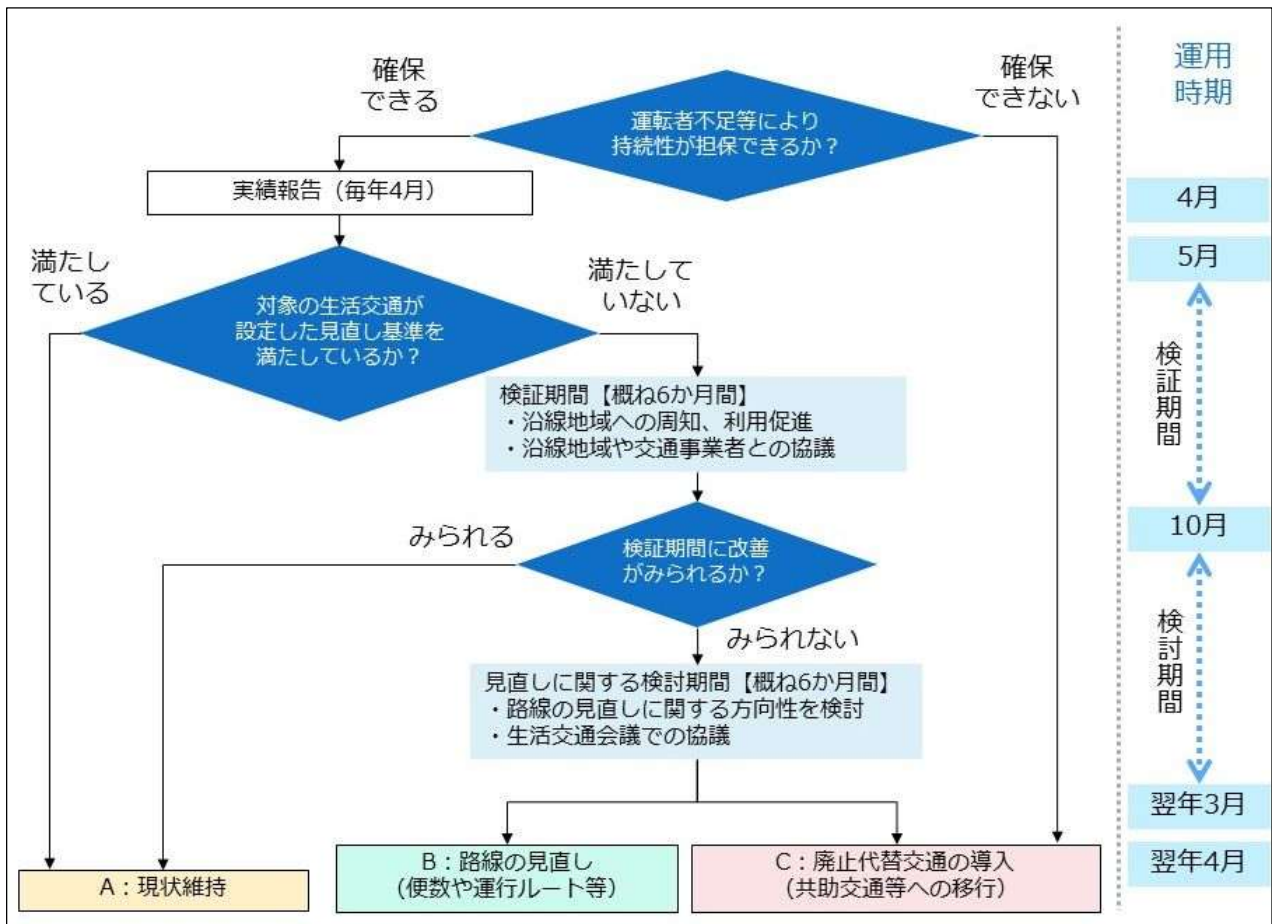 確保
できる
確保
できない
運転者不足等により
持続性が担保できるか？
実績報告（毎年4月）
満たし
ている
満たして
いない
対象の生活交通が
設定した見直し基準を
満たしているか？
検証期間【概ね6か月間】
・沿線地域への周知、利用促進
・沿線地域や交通事業者との協議
みられる
検証期間に改善
がみられるか？
みられない
見直しに関する検討期間【概ね6か月間】
・路線の見直しに関する方向性を検討
・生活交通会議での協議
A：現状維持
B：路線の見直し
（便数や運行ルート等）
C：廃止代替交通の導入
（共助交通等への移行）
運用
時期
4月
5月
検証期間
10月
検討期間
翌年3月
翌年4月